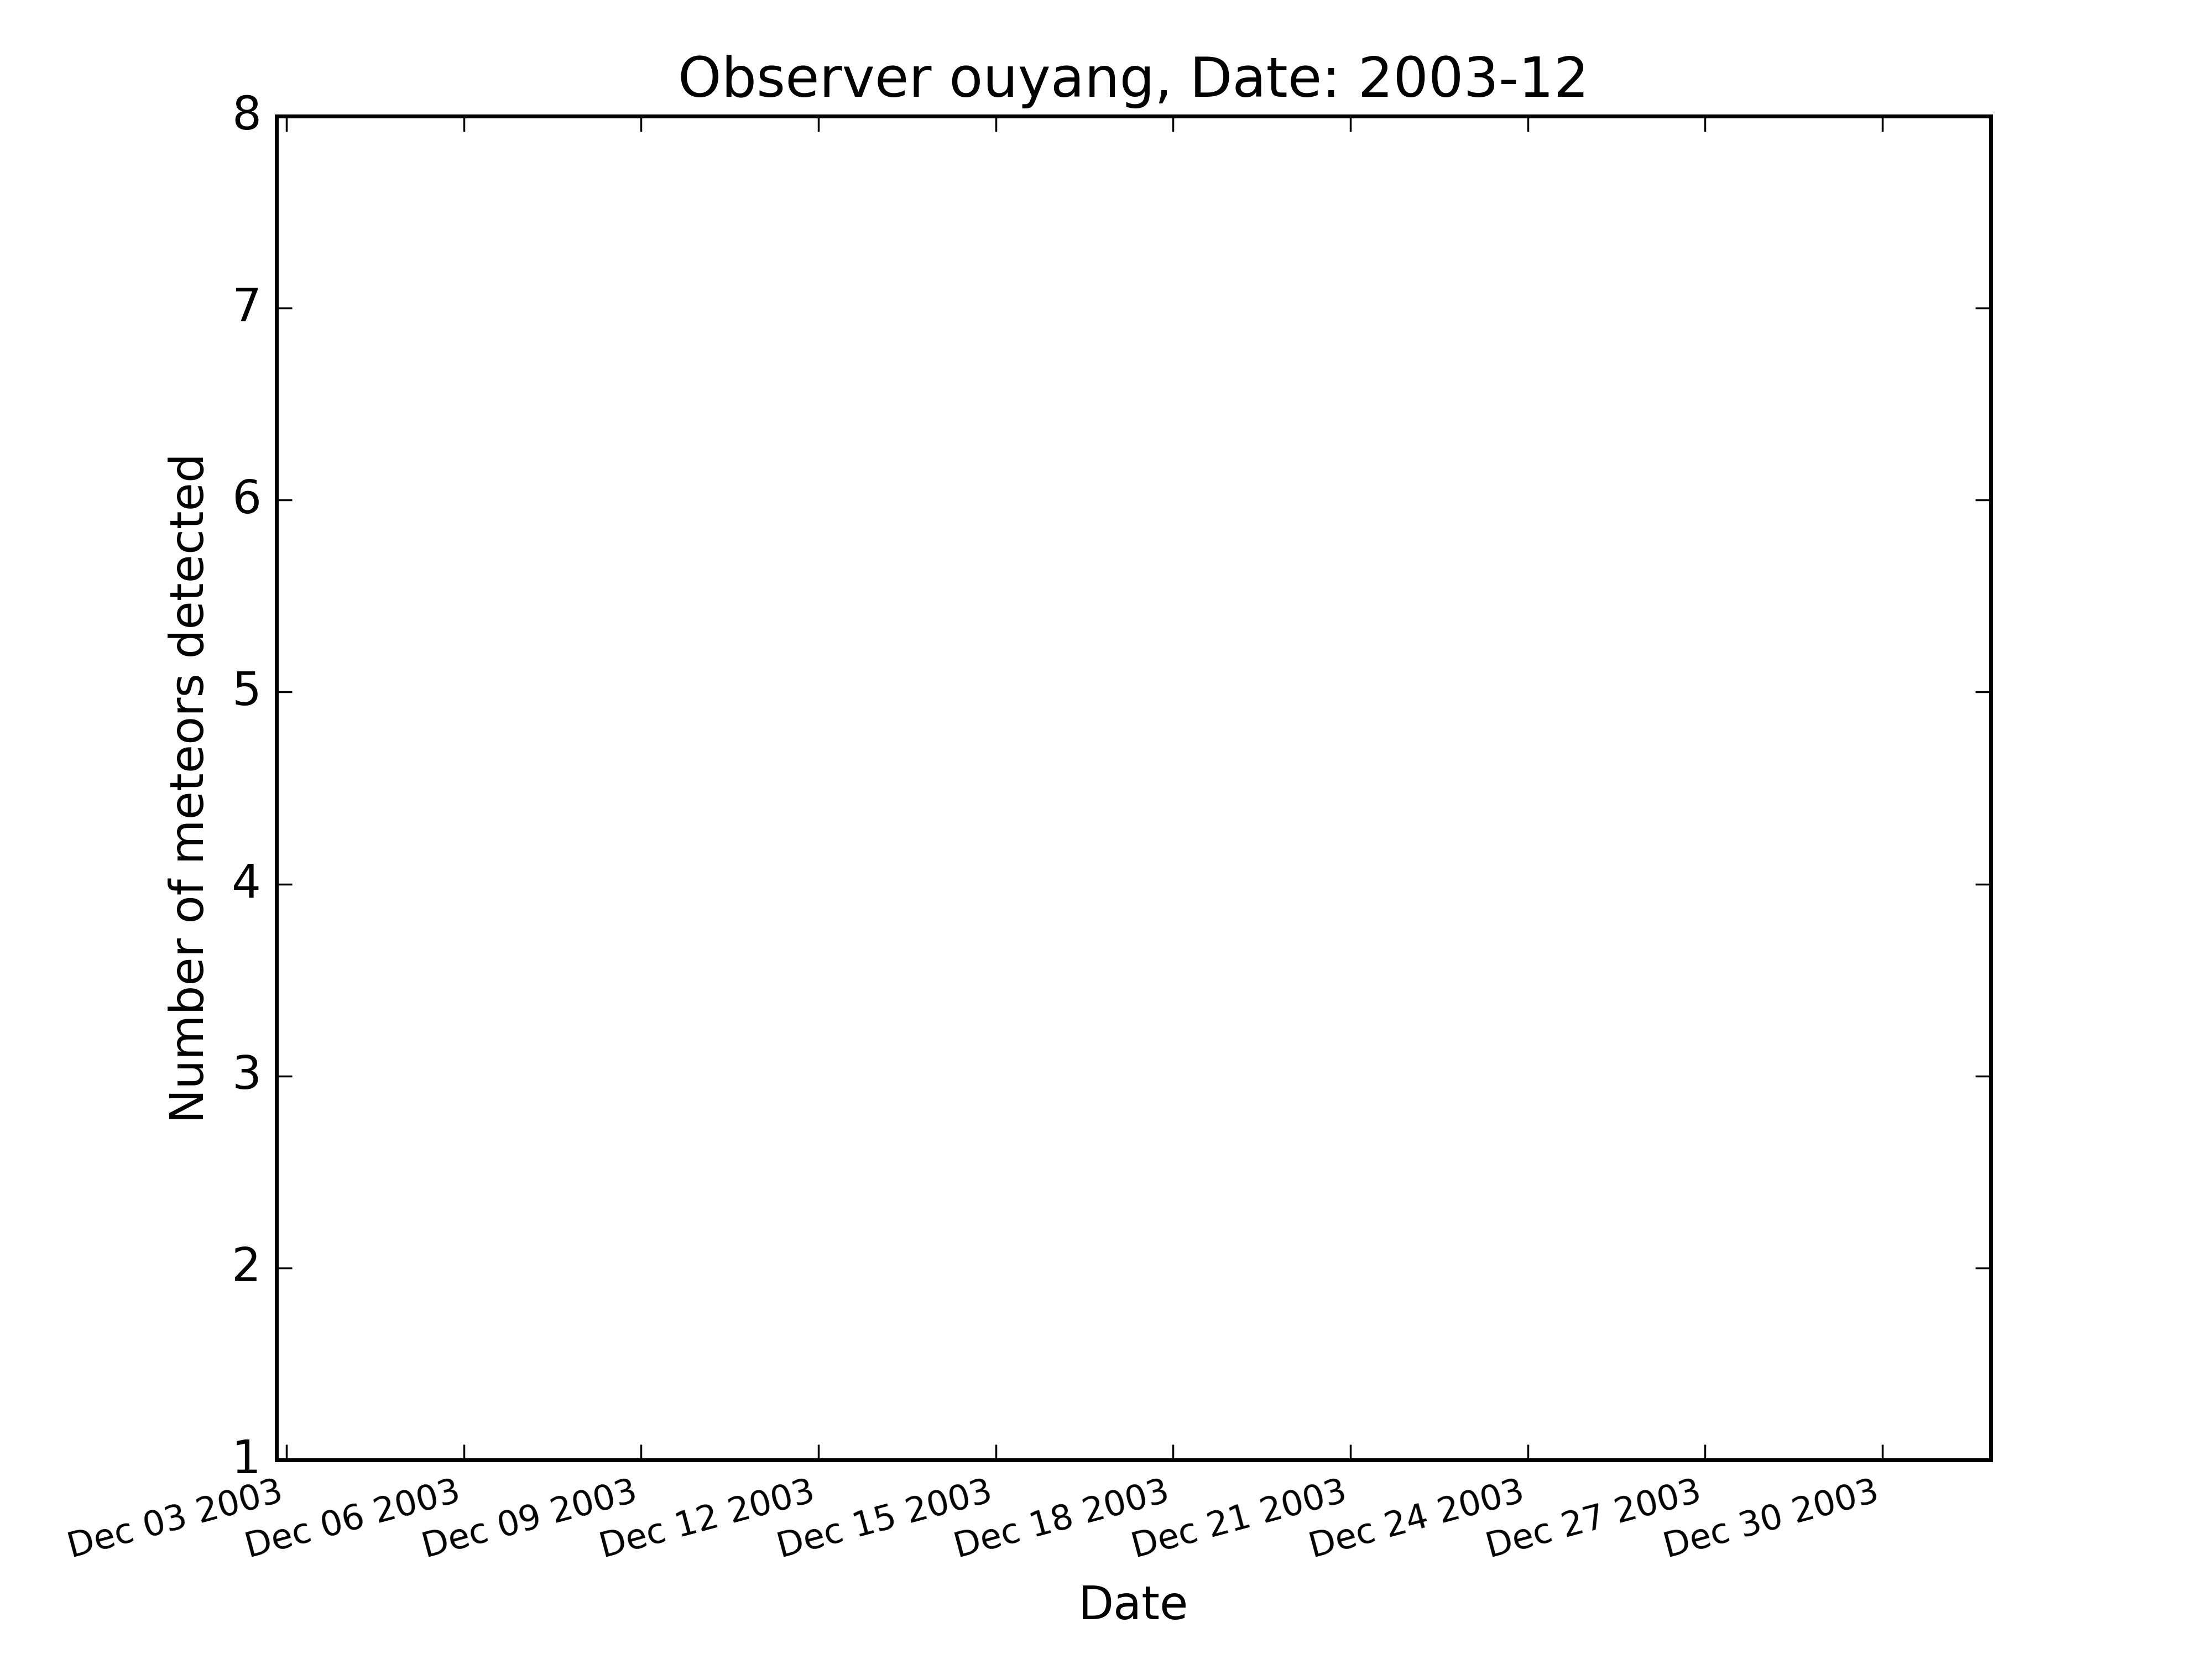 Observer ouyang, Date: 2003-12
8
7
6
5
4
3
2
1
Number of meteors detected
Dec 03 2003
Dec 06 2003
Dec 09 2003
Dec 12 2003
Dec 15 2003
Dec 18 2003
Dec 21 2003
Dec 24 2003
Dec 27 2003
Dec 30 2003
Date